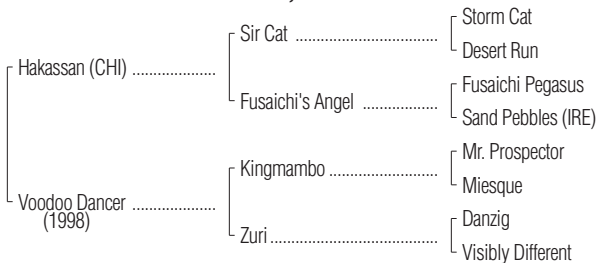 Storm Cat
Sir Cat ..................................
Desert Run
Hakassan (CHI) ....................
Fusaichi Pegasus
Fusaichi's Angel ..................
Sand Pebbles (IRE)
Mr. Prospector
Kingmambo ..........................
Miesque
Voodoo Dancer ....................
(1998)
Danzig
Zuri........................................
Visibly Different